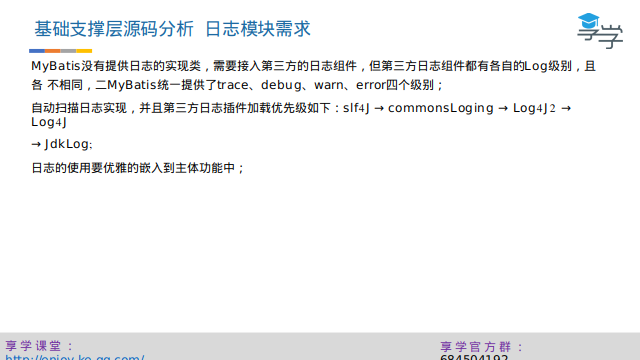 基础支撑层源码分析 日志模块需求
享学
MyBatis没有提供日志的实现类，需要接入第三方的日志组件，但第三方日志组件都有各自的Log级别，且
各 不相同，二MyBatis统一提供了trace、debug、warn、error四个级别；
自动扫描日志实现，并且第三方日志插件加载优先级如下：slf4J → commonsLoging → Log4J2 →
Log4J
→ JdkLog;
日志的使用要优雅的嵌入到主体功能中；
享学课堂：
http://enjoy.ke.qq.com/
享学官方群：
684504192